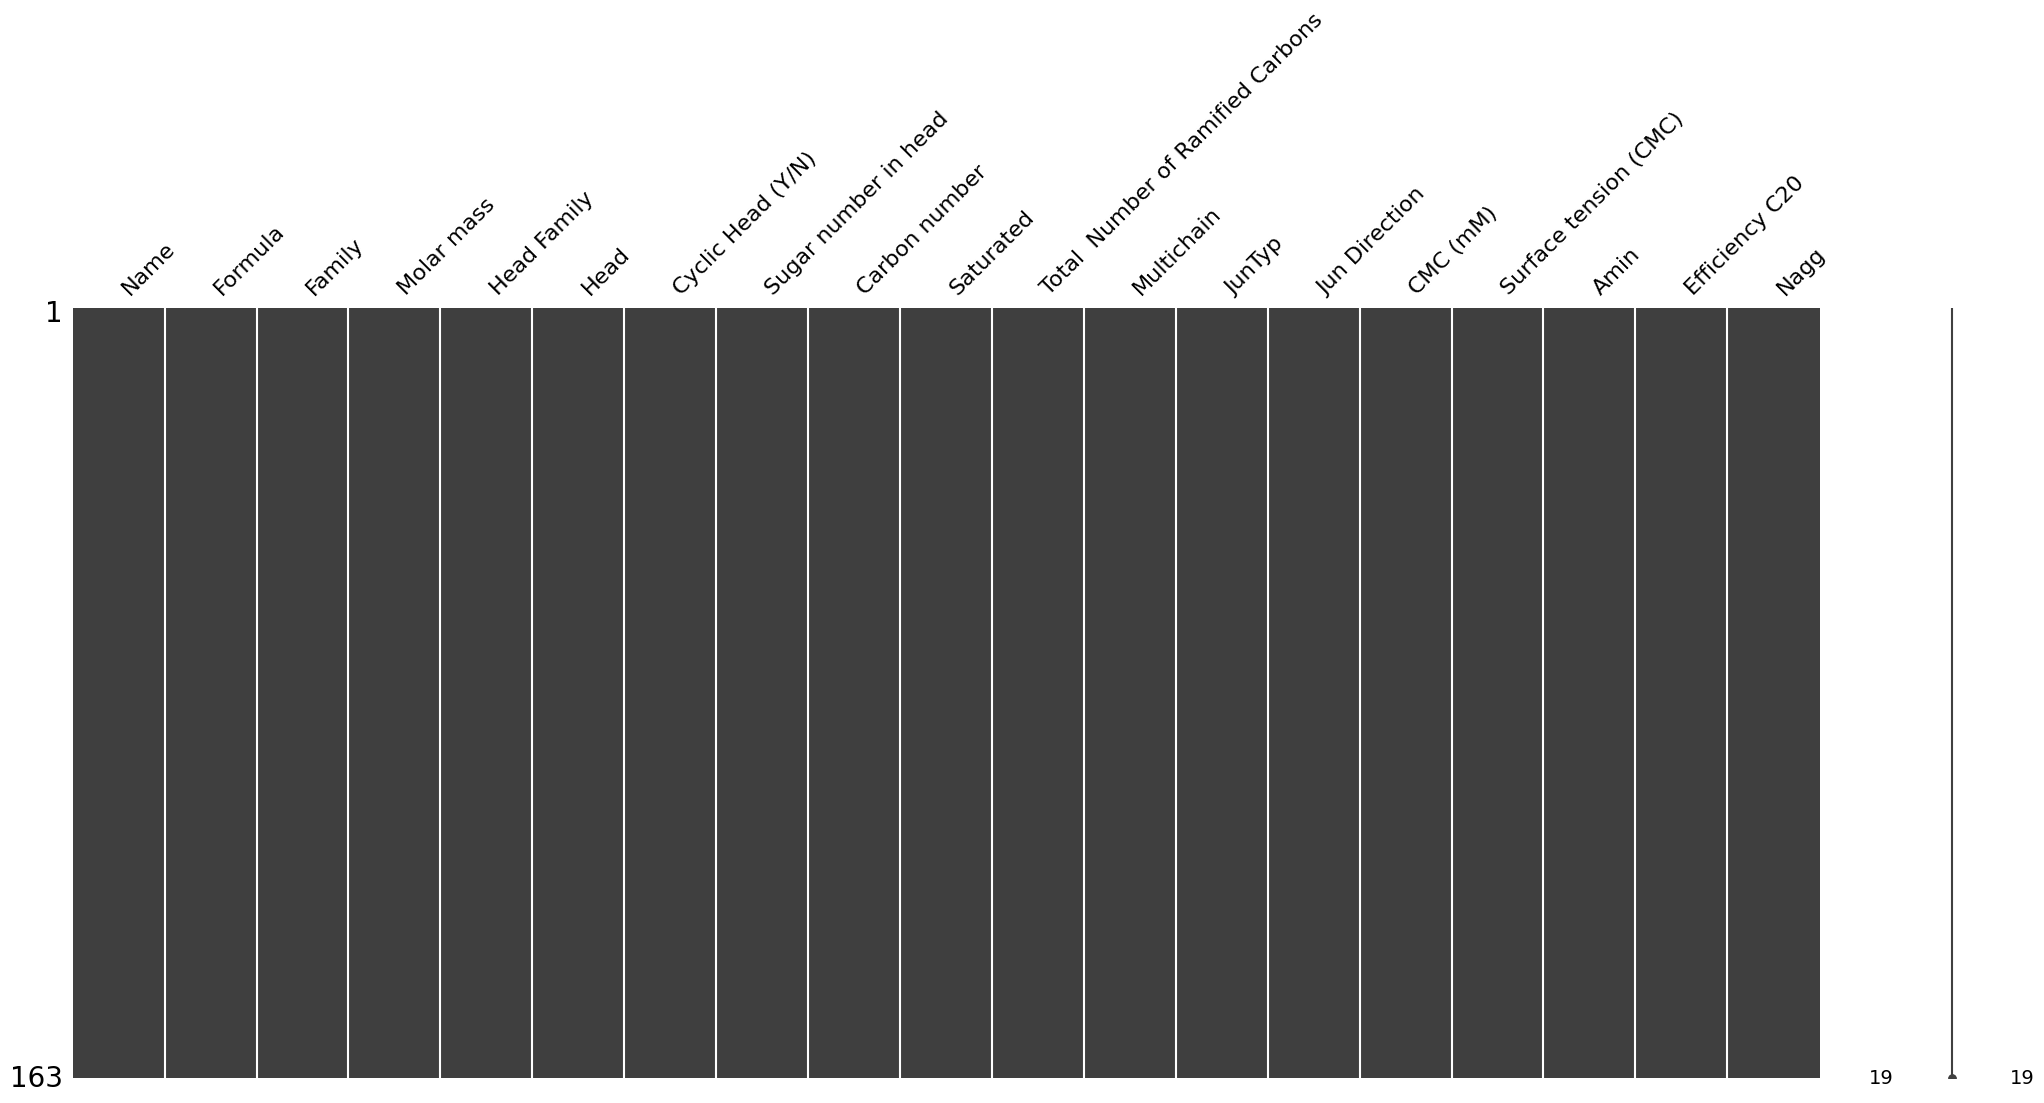 Name
Formula
Family
Molar mass
Head Family
Head
Cyclic Head (Y/N)
Sugar number in head
Carbon number
Saturated
Total  Number of Ramified Carbons
Multichain
JunTyp
Jun Direction
CMC (mM)
Surface tension (CMC)
Amin
Efficiency C20
Nagg
1
163
19
19